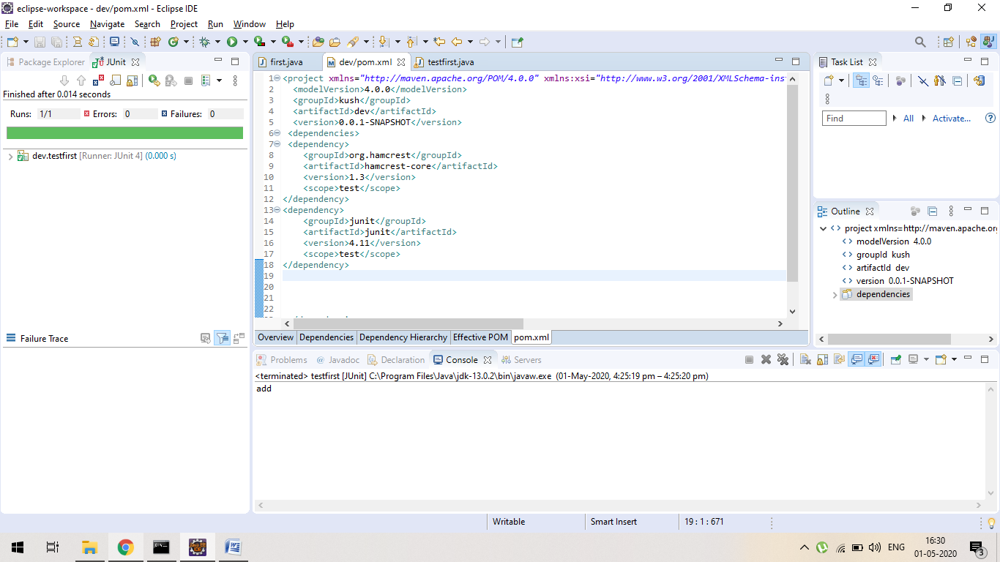 eclipse-workspace - dev/pom.xml - Eclipse IDE
File Edit Source Navigate Search Project Run Window Help
Package Explorer JUnit
Finished after 0.014 seconds
Runs: 1/1 Errors: 0 Failures: 0
dev.testfirst [Runner: JUnit 4] (0.000 s)
Failure Trace
first.java dev/pom.xml testfirst.java
1 <project xmlns="http://maven.apache.org/POM/4.0.0" xmlns:xsi="http://www.w3.org/2001/XMLSchema-inst
2 <modelVersion>4.0.0</modelVersion>
3 <groupId>kush</groupId>
4 <artifactId>dev</artifactId>
5 <version>0.0.1-SNAPSHOT</version>
6 <dependencies>
7 <dependency>
8 <groupId>org.hamcrest</groupId>
9 <artifactId>hamcrest-core</artifactId>
10 <version>1.3</version>
11 <scope>test</scope>
12 </dependency>
13 <dependency>
14 <groupId>junit</groupId>
15 <artifactId>junit</artifactId>
16 <version>4.11</version>
17 <scope>test</scope>
18 </dependency>
19
20
21
22
Overview Dependencies Dependency Hierarchy Effective POM pom.xml
Task List
Find All Activate... ?
Outline
project xmlns=http://maven.apache.org
modelVersion 4.0.0
groupId kush
artifactId dev
version 0.0.1-SNAPSHOT
dependencies
Problems @ Javadoc Declaration Console Servers
<terminated> testfirst [JUnit] C:\Program Files\Java\jdk-13.0.2\bin\javaw.exe (01-May-2020, 4:25:19 pm – 4:25:20 pm)
add
Writable Smart Insert 19 : 1 : 671
ENG 16:30
01-05-2020 3